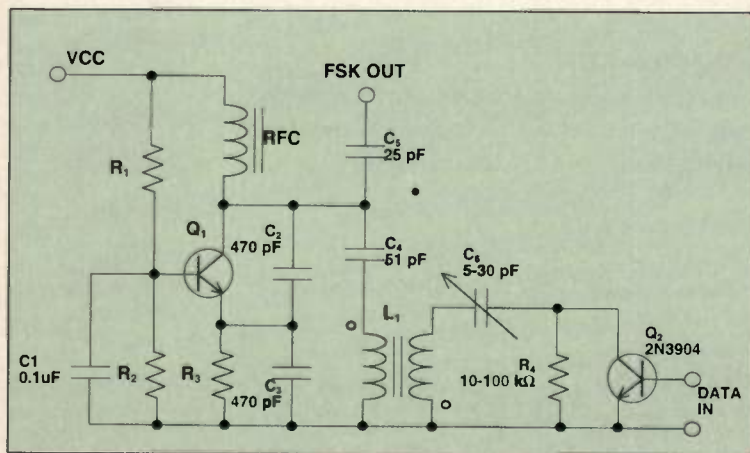 VCC
FSK OUT
RFC
C5
25 pF
R1
Q1
470 pF
C2
C4
51 pF
C6
5-30 pF
L1
Q2
2N3904
C1
0.1uF
R2
R3
470 pF
C3
R4
10-100 kΩ
DATA
IN